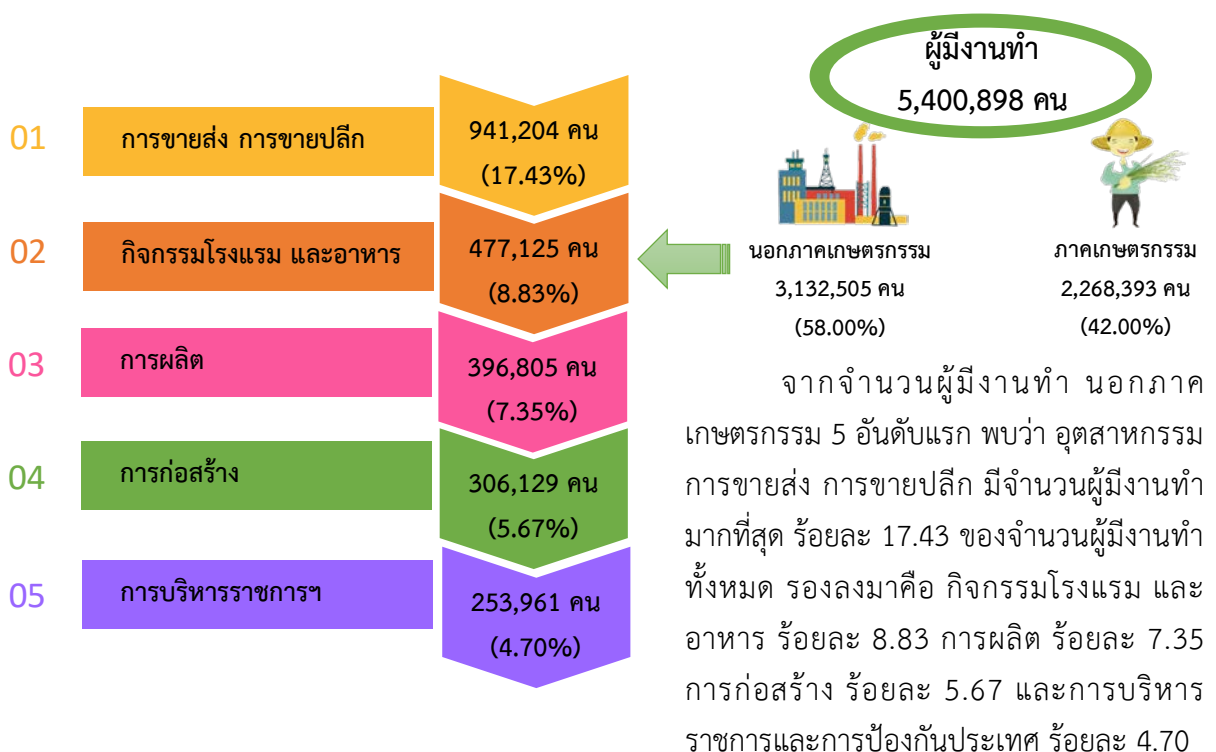 01
การขายส่ง การขายปลีก
941,204 คน
(17.43%)
02
กิจกรรมโรงแรม และอาหาร
477,125 คน
(8.83%)
03
การผลิต
396,805 คน
(7.35%)
04
การก่อสร้าง
306,129 คน
(5.67%)
05
การบริหารราชการฯ
253,961 คน
(4.70%)
ผู้มีงานทำ
5,400,898 คน
นอกภาคเกษตรกรรม
3,132,505 คน
(58.00%)
ภาคเกษตรกรรม
2,268,393 คน
(42.00%)
จากจำนวนผู้มีงานทำ นอกภาค
เกษตรกรรม 5 อันดับแรก พบว่า อุตสาหกรรม
การขายส่ง การขายปลีก มีจำนวนผู้มีงานทำ
มากที่สุด ร้อยละ 17.43 ของจำนวนผู้มีงานทำ
ทั้งหมด รองลงมาคือ กิจกรรมโรงแรม และ
อาหาร ร้อยละ 8.83 การผลิต ร้อยละ 7.35
การก่อสร้าง ร้อยละ 5.67 และการบริหาร
ราชการและการป้องกันประเทศ ร้อยละ 4.70